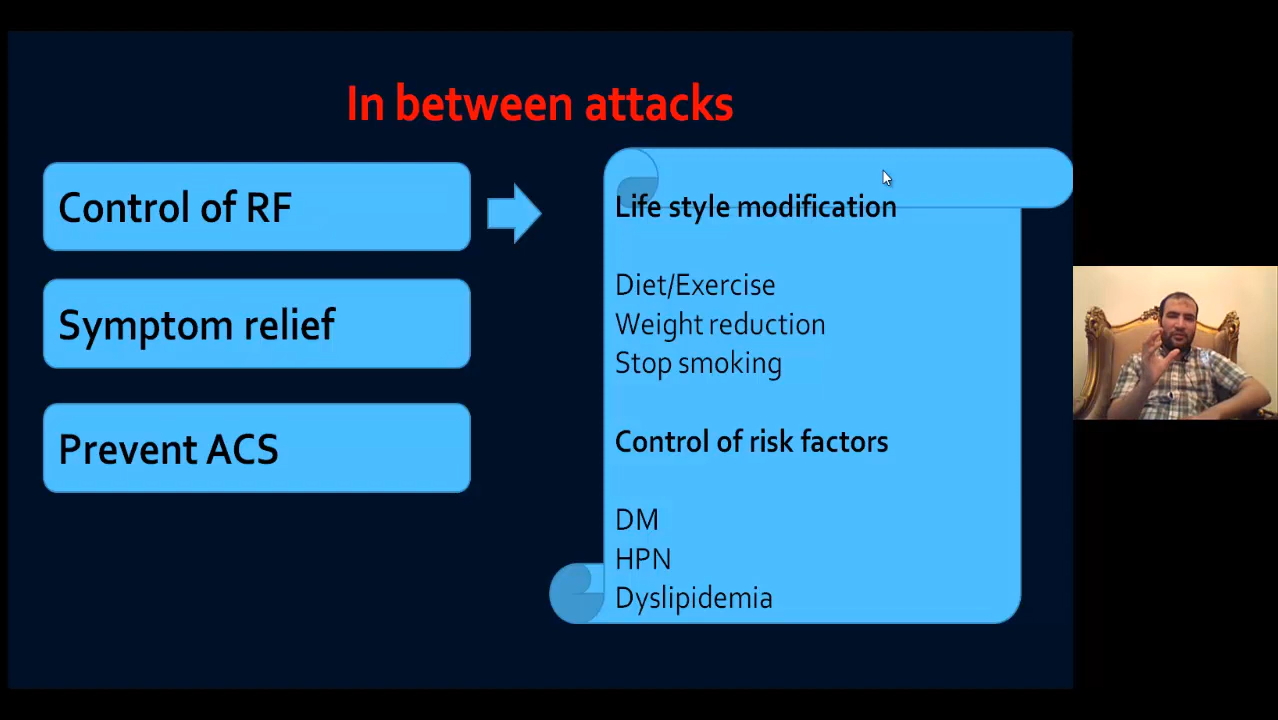 In between attacks
Control of RF
Symptom relief
Prevent ACS
Life style modification
Diet/Exercise
Weight reduction
Stop smoking
Control of risk factors
DM
HPN
Dyslipidemia